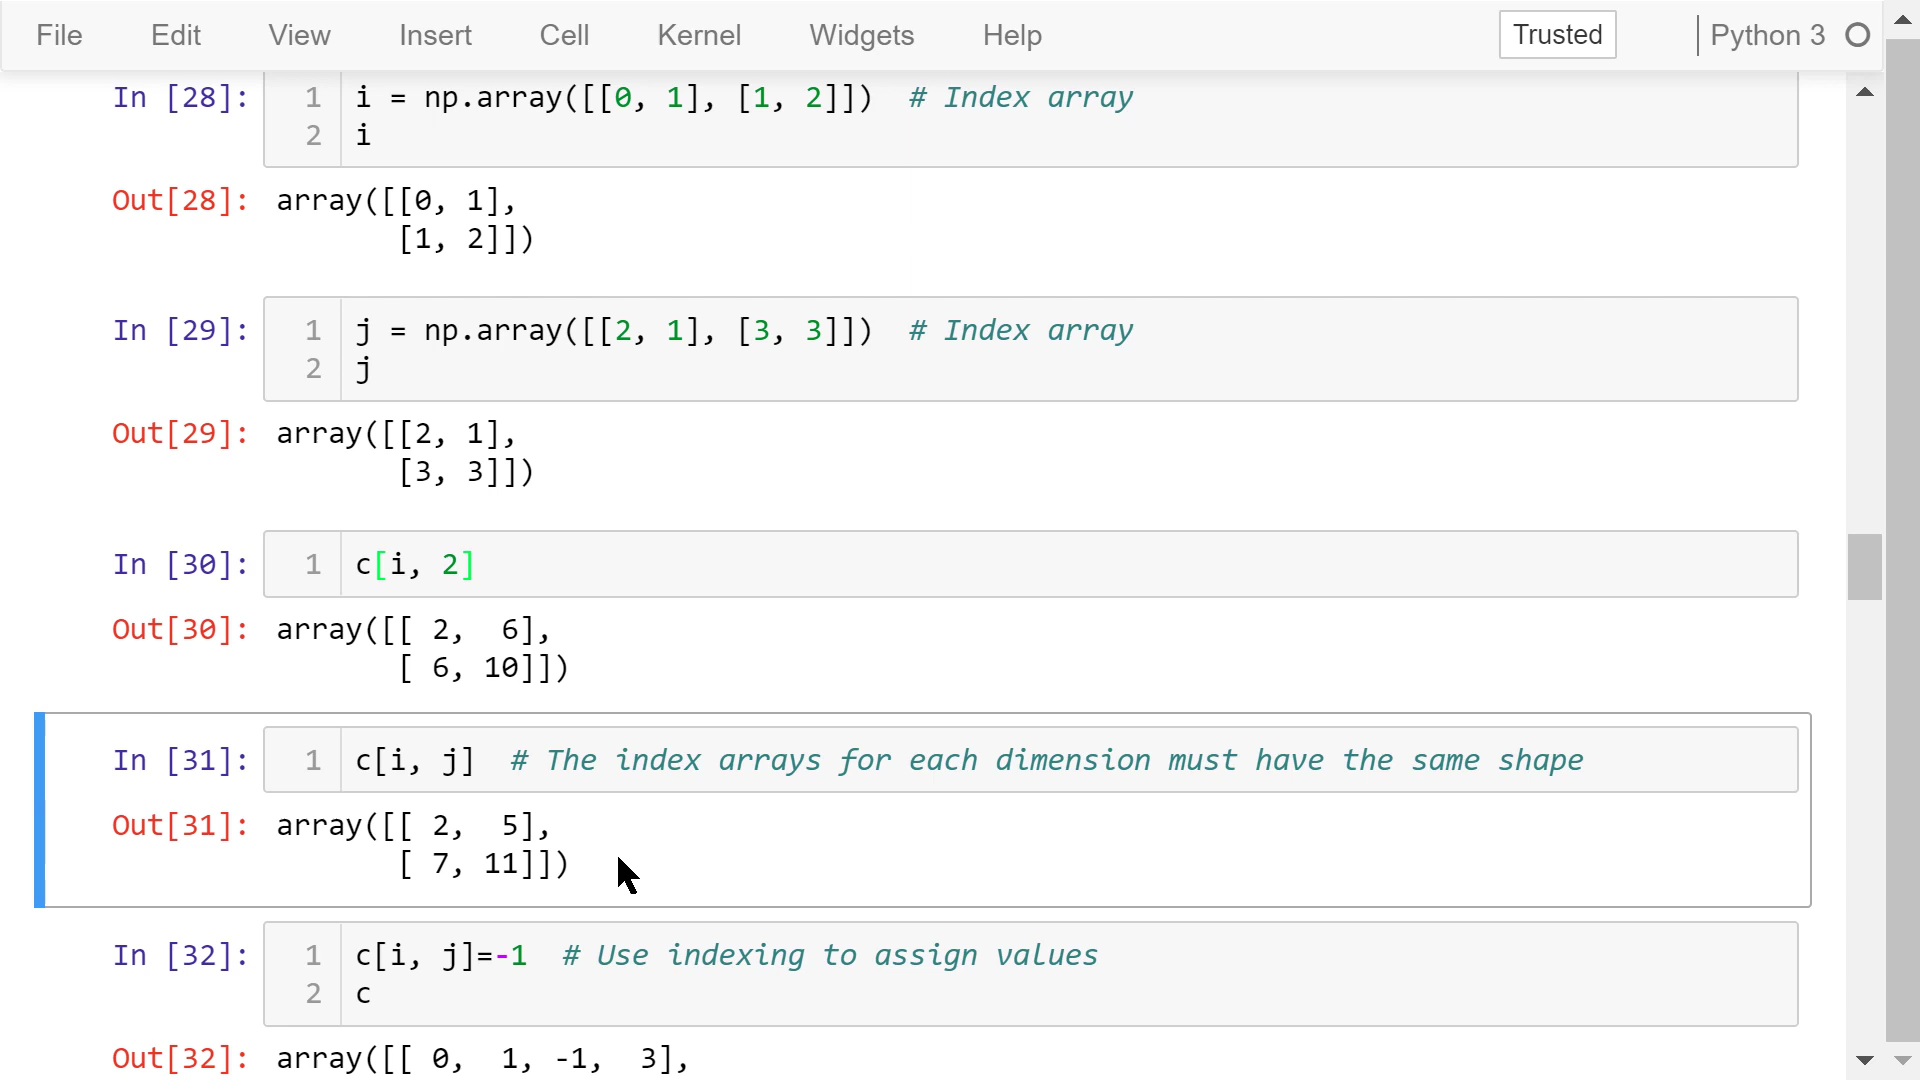 File Edit View Insert Cell Kernel Widgets Help Trusted Python 3
In [28]: 1 i = np.array([[0, 1], [1, 2]]) # Index array
2 i
Out[28]: array([[0, 1],
[1, 2]])
In [29]: 1 j = np.array([[2, 1], [3, 3]]) # Index array
2 j
Out[29]: array([[2, 1],
[3, 3]])
In [30]: 1 c[i, 2]
Out[30]: array([[ 2,  6],
[ 6, 10]])
In [31]: 1 c[i, j] # The index arrays for each dimension must have the same shape
Out[31]: array([[ 2,  5],
[ 7, 11]])
In [32]: 1 c[i, j]=-1 # Use indexing to assign values
2 c
Out[32]: array([[ 0,  1, -1,  3],